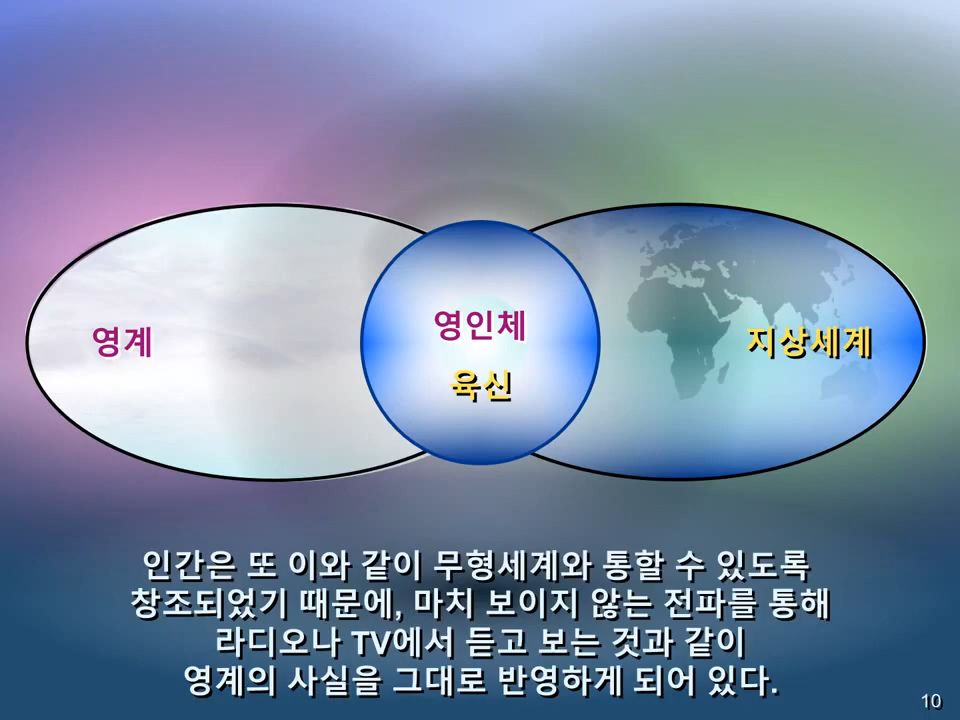 영계
영인체
육신
지상세계
인간은 또 이와 같이 무형세계와 통할 수 있도록
창조되었기 때문에, 마치 보이지 않는 전파를 통해
라디오나 TV에서 듣고 보는 것과 같이
영계의 사실을 그대로 반영하게 되어 있다.
10